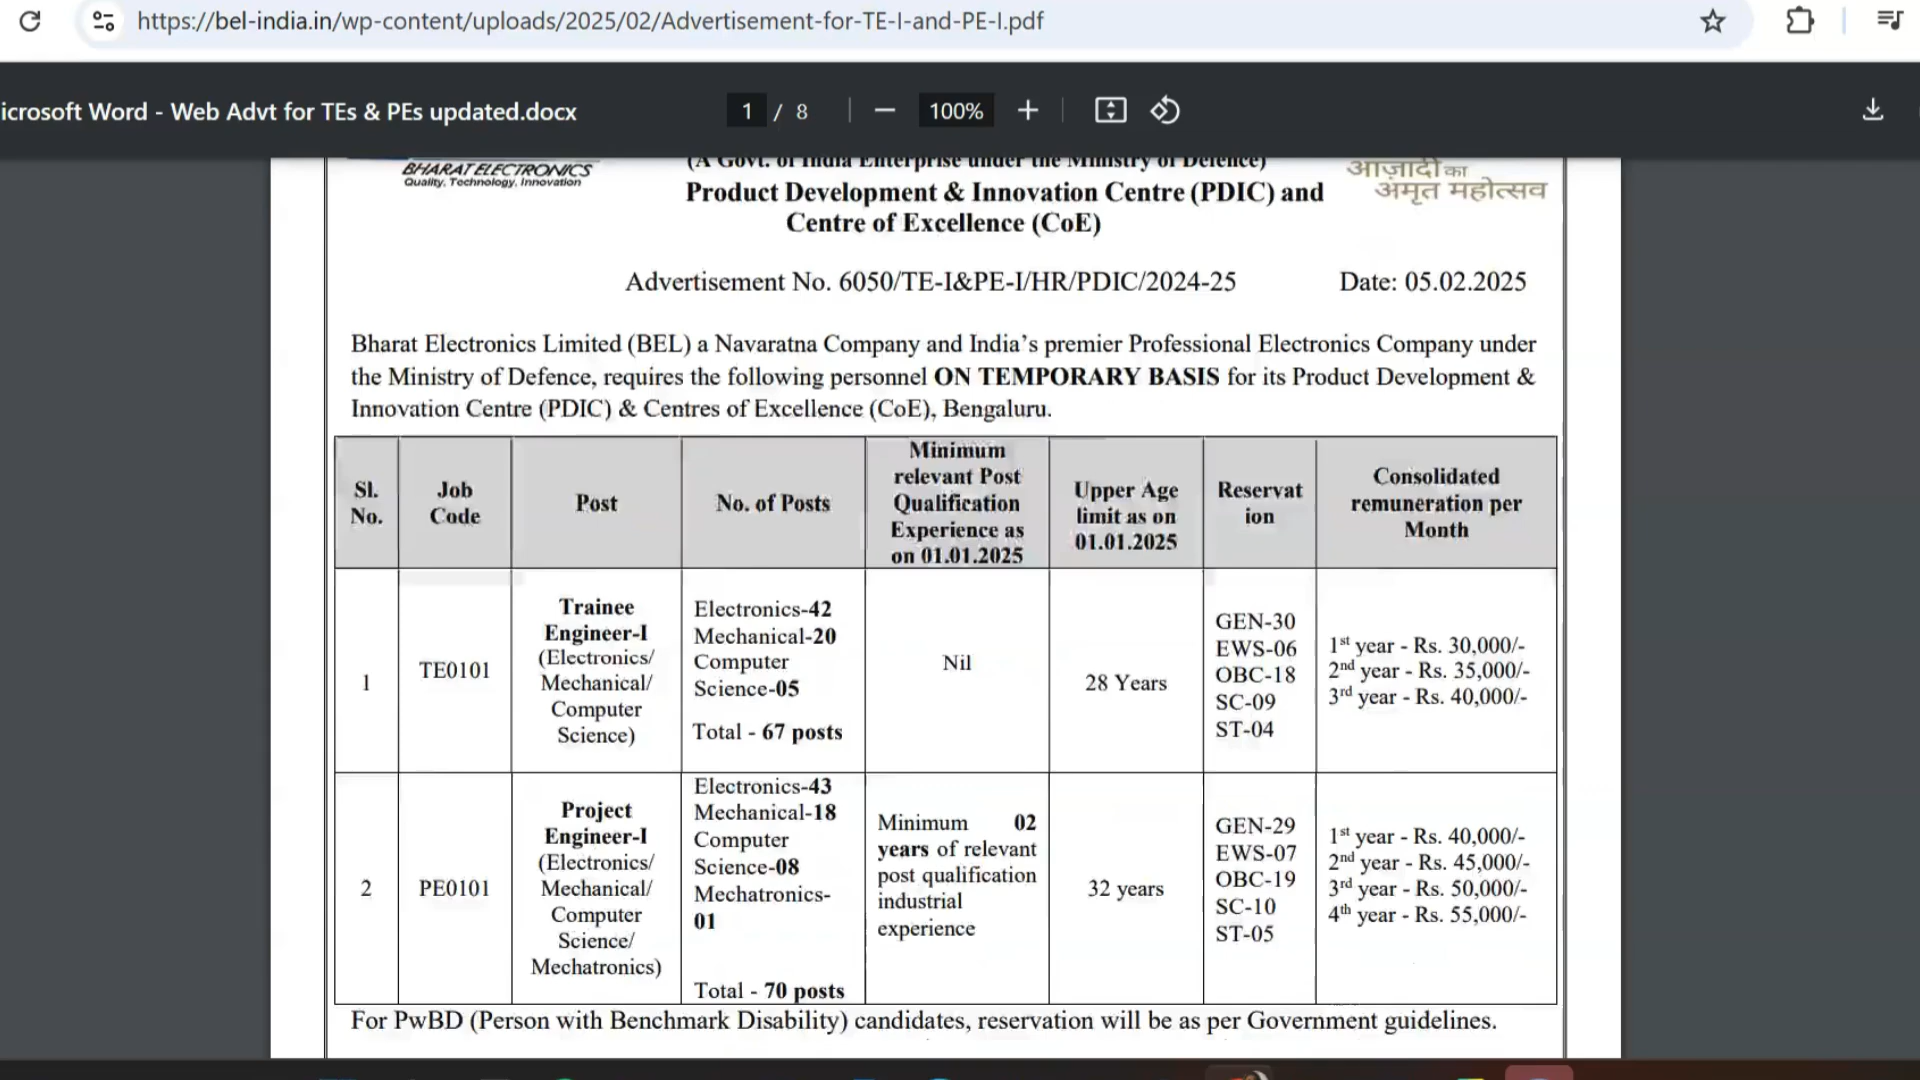 https://bel-india.in/wp-content/uploads/2025/02/Advertisement-for-TE-I-and-PE-I.pdf
icrosoft Word - Web Advt for TEs & PEs updated.docx
1 / 8
100%
BHARAT ELECTRONICS
Quality, Technology, Innovation
(A Govt. of India Enterprise under the Ministry of Defence)
Product Development & Innovation Centre (PDIC) and
Centre of Excellence (CoE)
आज़ादी का
अमृत महोत्सव
Advertisement No. 6050/TE-I&PE-I/HR/PDIC/2024-25 Date: 05.02.2025
Bharat Electronics Limited (BEL) a Navaratna Company and India's premier Professional Electronics Company under
the Ministry of Defence, requires the following personnel ON TEMPORARY BASIS for its Product Development &
Innovation Centre (PDIC) & Centres of Excellence (CoE), Bengaluru.
Sl.
No.
Job
Code
Post
No. of Posts
Minimum
relevant Post
Qualification
Experience as
on 01.01.2025
Upper Age
limit as on
01.01.2025
Reservat
ion
Consolidated
remuneration per
Month
1
TE0101
Trainee
Engineer-I
(Electronics/
Mechanical/
Computer
Science)
Electronics-42
Mechanical-20
Computer
Science-05
Total - 67 posts
Nil
28 Years
GEN-30
EWS-06
OBC-18
SC-09
ST-04
1st year - Rs. 30,000/-
2nd year - Rs. 35,000/-
3rd year - Rs. 40,000/-
2
PE0101
Project
Engineer-I
(Electronics/
Mechanical/
Computer
Science/
Mechatronics)
Electronics-43
Mechanical-18
Computer
Science-08
Mechatronics-
01
Total - 70 posts
Minimum 02
years of relevant
post qualification
industrial
experience
32 years
GEN-29
EWS-07
OBC-19
SC-10
ST-05
1st year - Rs. 40,000/-
2nd year - Rs. 45,000/-
3rd year - Rs. 50,000/-
4th year - Rs. 55,000/-
For PwBD (Person with Benchmark Disability) candidates, reservation will be as per Government guidelines.